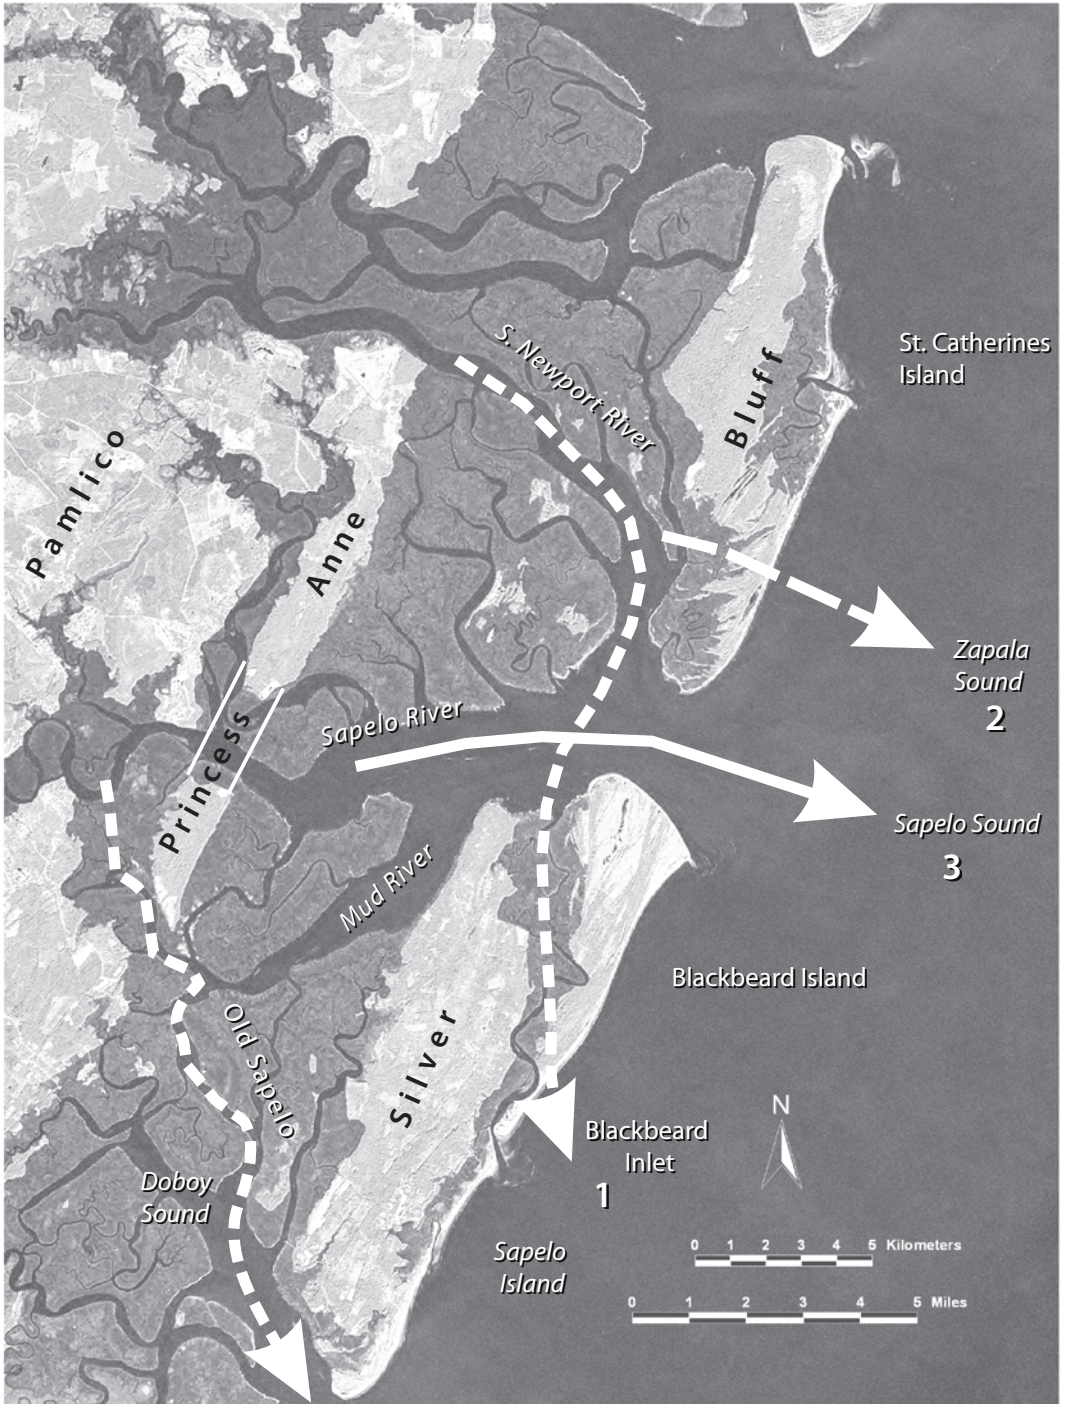 S. Newport River
St. Catherines
Island
Bluff
Pamlico
Anne
Zapala
Sound
2
Princess
Sapelo River
Sapelo Sound
3
Mud River
Blackbeard Island
Old Sapelo
Silver
N
Blackbeard
Inlet
1
Doboy
Sound
Sapelo
Island
0 1 2 3 4 5 Kilometers
0 1 2 3 4 5 Miles